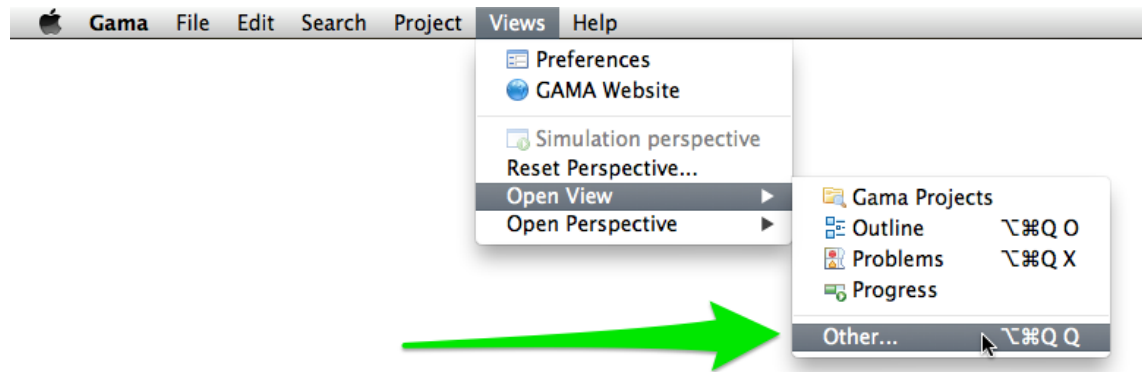 Gama File Edit Search Project Views Help
Preferences
GAMA Website
Simulation perspective
Reset Perspective...
Open View
Open Perspective
Gama Projects
Outline ⌥⌘Q O
Problems ⌥⌘Q X
Progress
Other... ⌥⌘Q Q